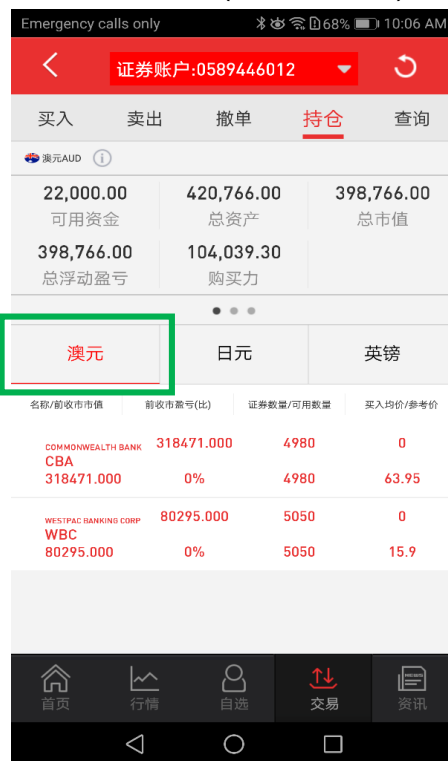 Emergency calls only 68% 10:06 AM
证券账户:0589446012
买入 卖出 撤单 持仓 查询
澳元AUD i
22,000.00 420,766.00 398,766.00
可用资金 总资产 总市值
398,766.00 104,039.30
总浮动盈亏 购买力
澳元 日元 英镑
名称/前收市市值 前收市盈亏(比) 证券数量/可用数量 买入均价/参考价
COMMONWEALTH BANK 318471.000 4980 0
CBA
318471.000 0% 4980 63.95
WESTPAC BANKING CORP 80295.000 5050 0
WBC
80295.000 0% 5050 15.9
首页 行情 自选 交易 资讯